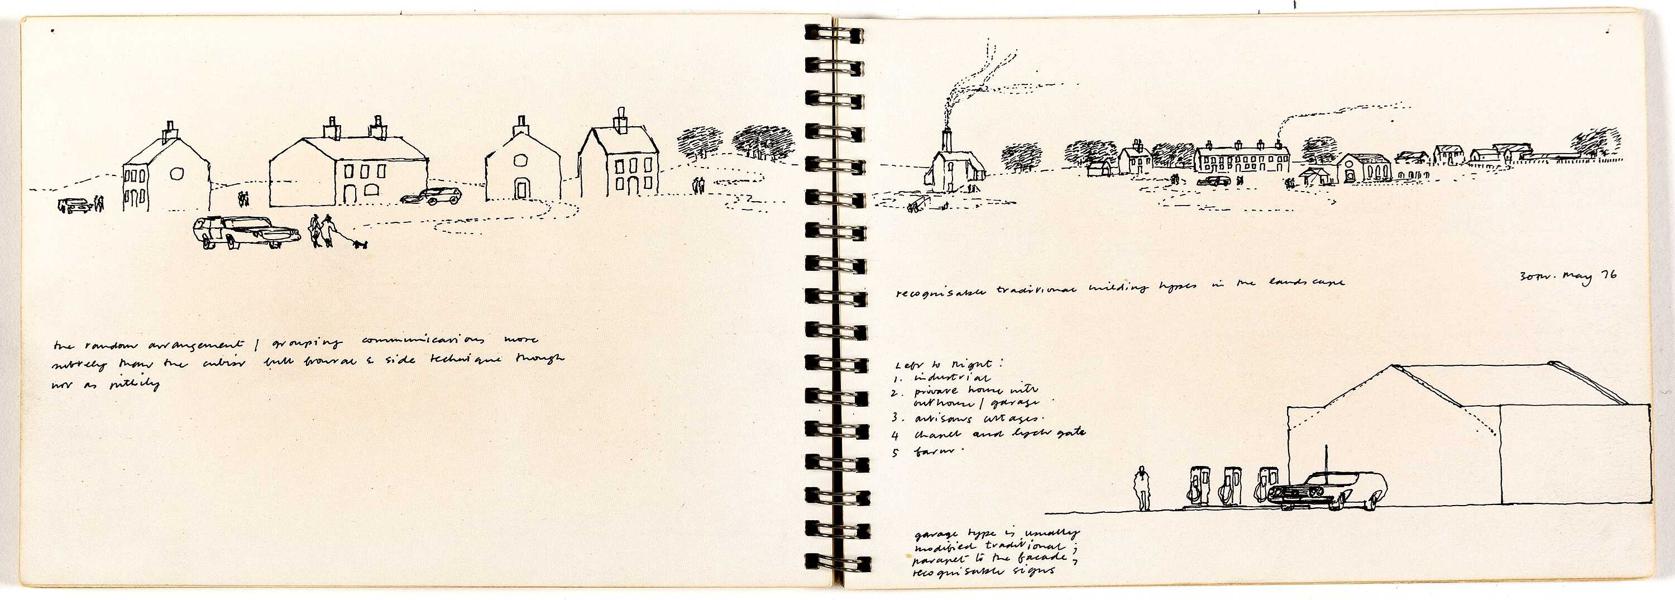 the random arrangement / grouping communications more
subtely than the cubist full frontal & side technique though
not as pithily
30th. May 76
recognisable traditional building types in the landscape
Left to Right:
1. industrial
2. private house with
outhouse / garage.
3. artisans cottages.
4 chapel and lych gate
5 farm.
garage type is usually
modified traditional;
parapet to the facade,
recognisable signs